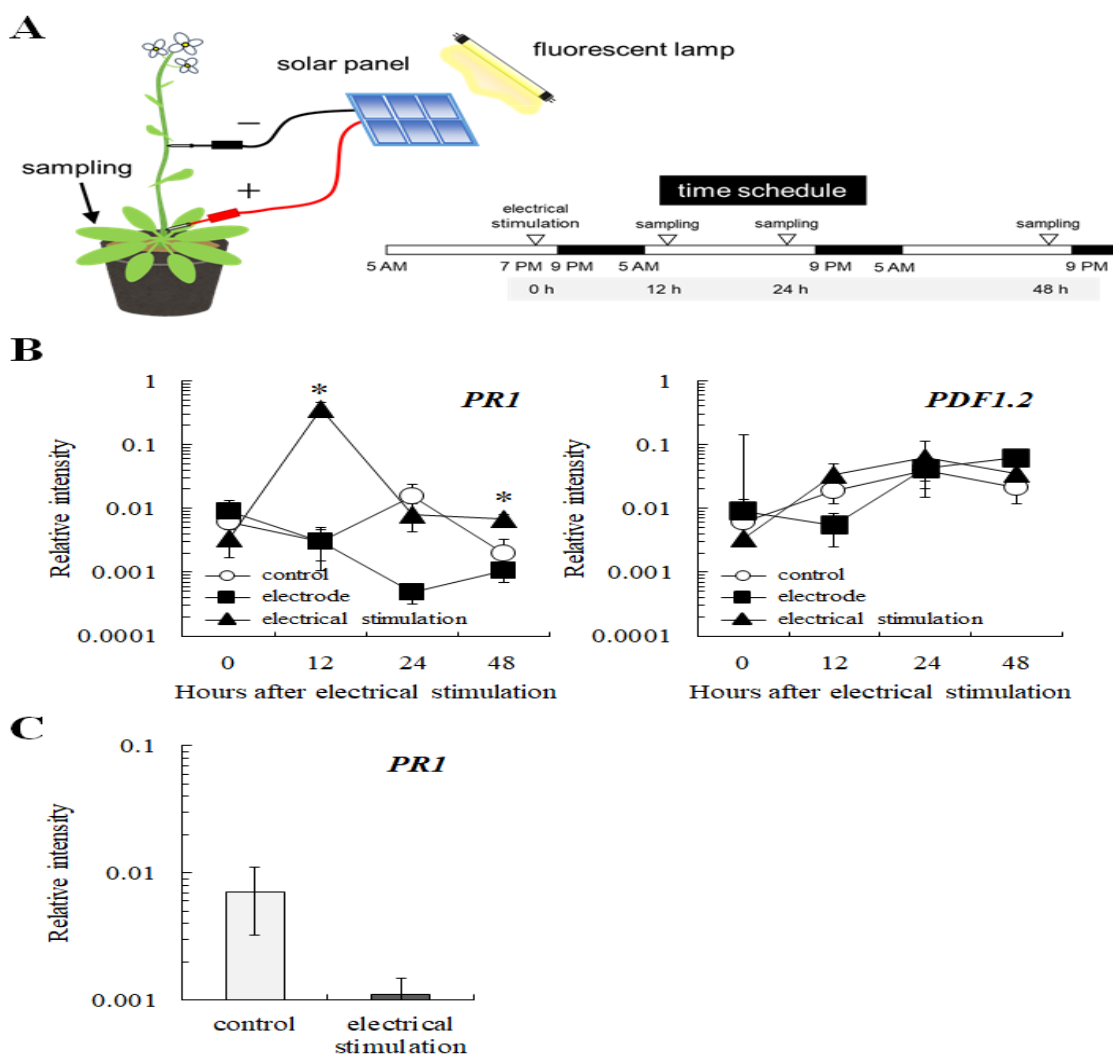 A
fluorescent lamp
solar panel
−
sampling
+
time schedule
electrical
stimulation
sampling
sampling
sampling
5 AM
7 PM
9 PM
5 AM
9 PM
5 AM
9 PM
0 h
12 h
24 h
48 h
B
1
0.1
0.01
0.001
0.0001
Relative intensity
*
*
PR1
control
electrode
electrical stimulation
0
12
24
48
Hours after electrical stimulation
1
0.1
0.01
0.001
0.0001
Relative intensity
PDF1.2
control
electrode
electrical stimulation
0
12
24
48
Hours after electrical stimulation
C
0.1
0.01
0.001
Relative intensity
PR1
control
electrical
stimulation